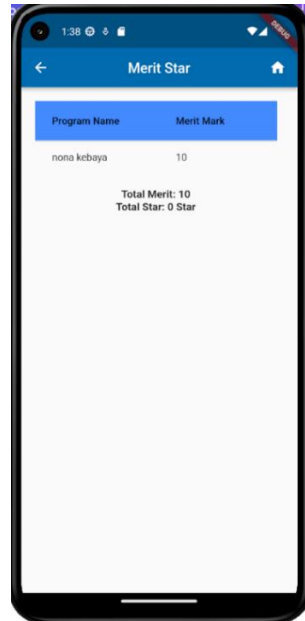 1:38
DEBUG
Merit Star
Program Name Merit Mark
nona kebaya 10
Total Merit: 10
Total Star: 0 Star